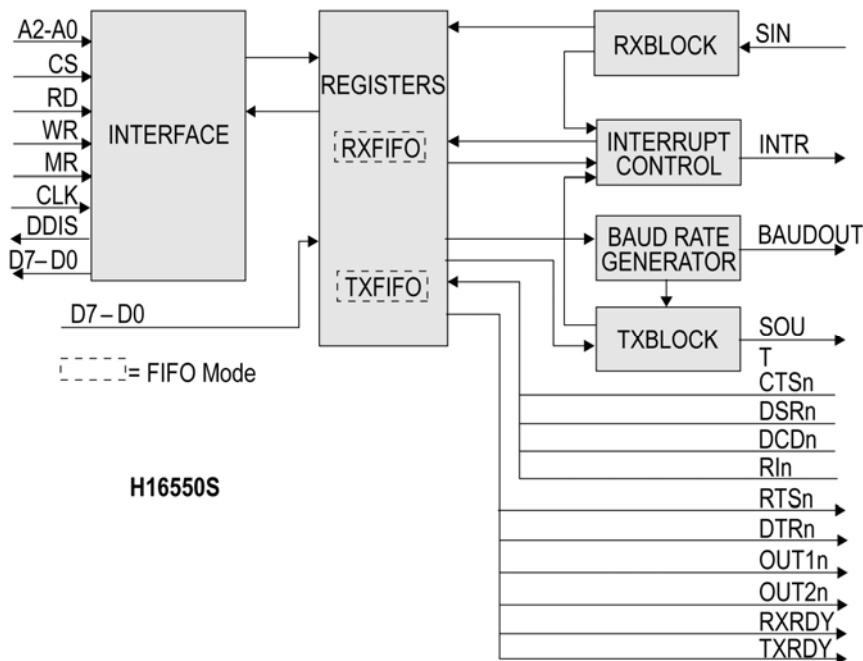 A2-A0
CS
RD
WR
MR
CLK
DDIS
D7–D0
INTERFACE
D7–D0
= FIFO Mode
H16550S
REGISTERS
RXFIFO
TXFIFO
RXBLOCK
SIN
INTERRUPT
CONTROL
INTR
BAUD RATE
GENERATOR
BAUDOUT
TXBLOCK
SOU
T
CTSn
DSRn
DCDn
RIn
RTSn
DTRn
OUT1n
OUT2n
RXRDY
TXRDY